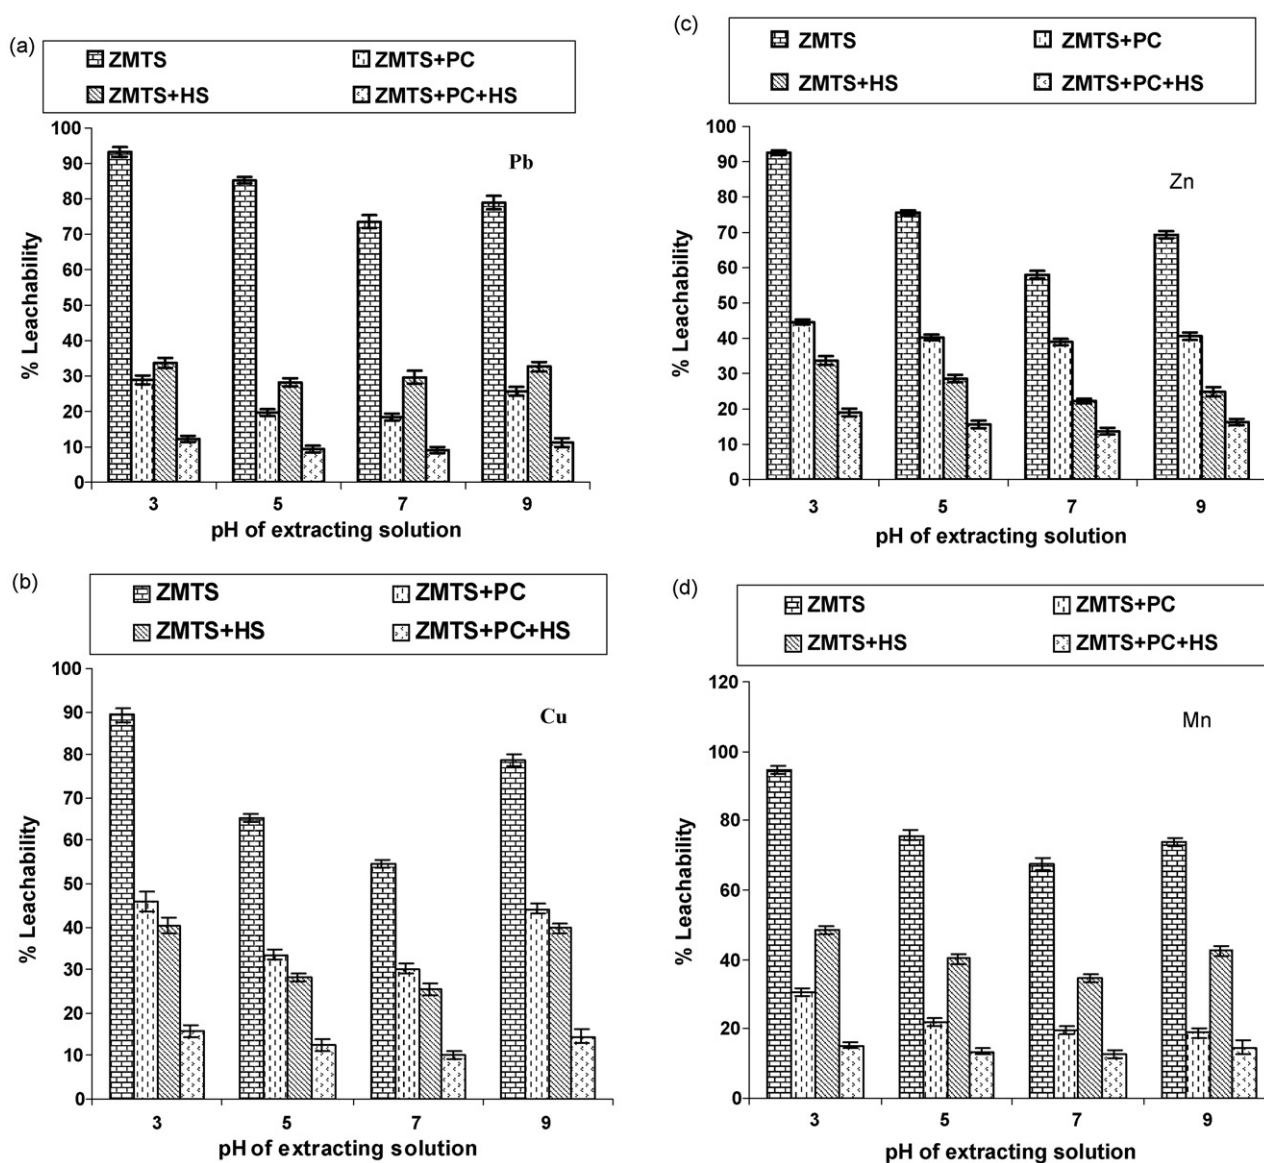 (a)
ZMTS ZMTS+PC
ZMTS+HS ZMTS+PC+HS
100
90
80
70
60
50
40
30
20
10
0
% Leachability
Pb
3 5 7 9
pH of extracting solution
(c)
ZMTS ZMTS+PC
ZMTS+HS ZMTS+PC+HS
100
90
80
70
60
50
40
30
20
10
0
% Leachability
Zn
3 5 7 9
pH of extracting solution
(b)
ZMTS ZMTS+PC
ZMTS+HS ZMTS+PC+HS
100
90
80
70
60
50
40
30
20
10
0
% Leachability
Cu
3 5 7 9
pH of extracting solution
(d)
ZMTS ZMTS+PC
ZMTS+HS ZMTS+PC+HS
120
100
80
60
40
20
0
% Leachability
Mn
3 5 7 9
pH of extracting solution